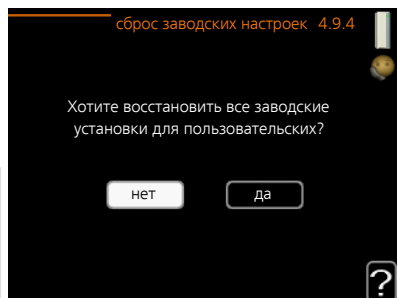 сброс заводских настроек 4.9.4
Хотите восстановить все заводские
установки для пользовательских?
нет да
?